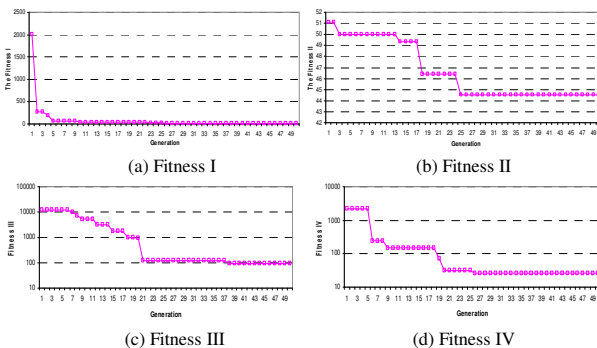 2500
2000
1500
1000
500
0
The Fitness I
1 3 5 7 9 11 13 15 17 19 21 23 25 27 29 31 33 35 37 39 41 43 45 47 49
Generation
(a) Fitness I
51
50
49
48
47
46
45
44
43
42
The Fitness II
1 3 5 7 9 11 13 15 17 19 21 23 25 27 29 31 33 35 37 39 41 43 45 47 49
Generation
(b) Fitness II
100000
10000
1000
100
10
Fitness III
1 3 5 7 9 11 13 15 17 19 21 23 25 27 29 31 33 35 37 39 41 43 45 47 49
Generation
(c) Fitness III
10000
1000
100
10
Fitness IV
1 3 5 7 9 11 13 15 17 19 21 23 25 27 29 31 33 35 37 39 41 43 45 47 49
Generation
(d) Fitness IV